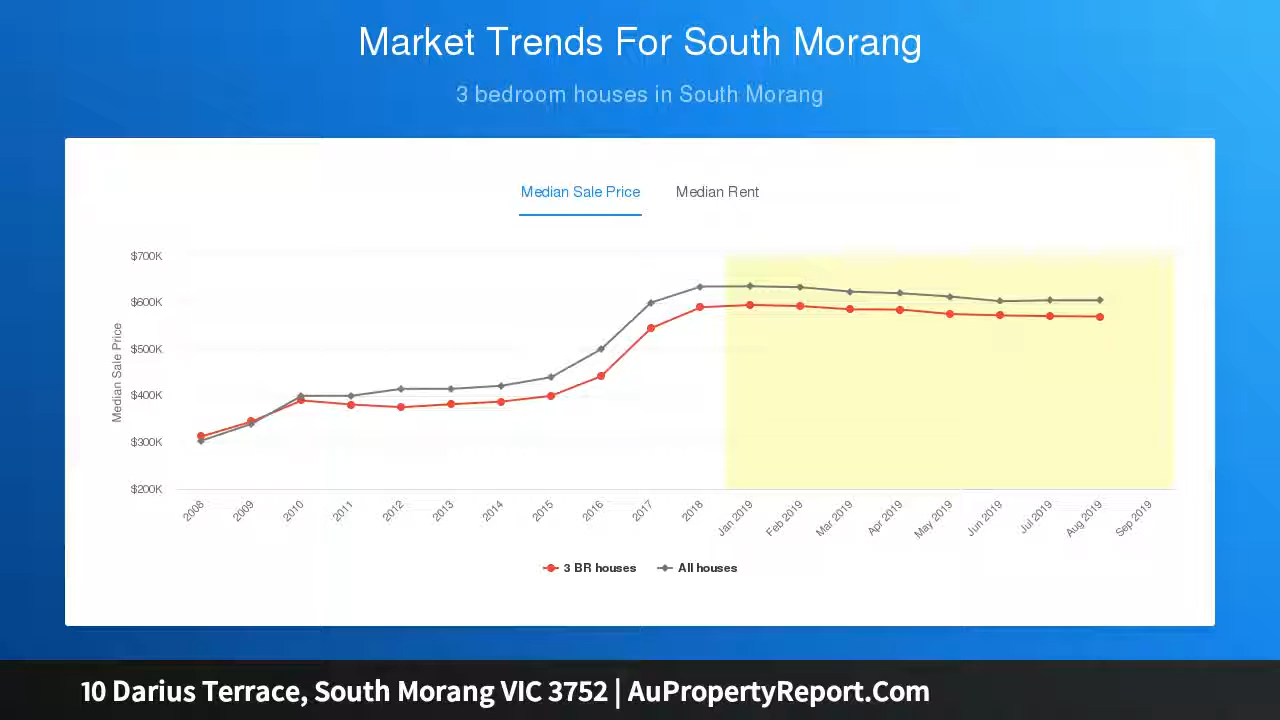 Market Trends For South Morang
3 bedroom houses in South Morang
Median Sale Price
Median Rent
Median Sale Price
$700K
$600K
$500K
$400K
$300K
$200K
2008
2009
2010
2011
2012
2013
2014
2015
2016
2017
2018
Jan 2019
Feb 2019
Mar 2019
Apr 2019
May 2019
Jun 2019
Jul 2019
Aug 2019
Sep 2019
3 BR houses
All houses
10 Darius Terrace, South Morang VIC 3752 | AuPropertyReport.Com